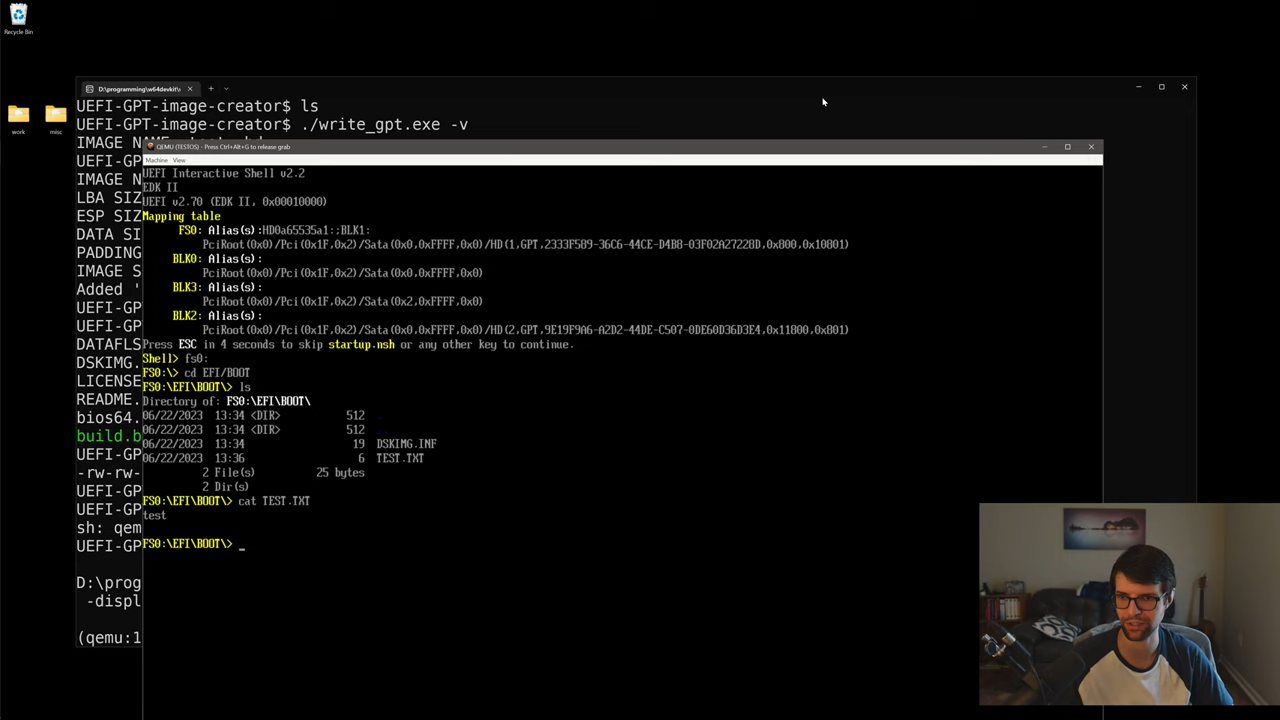 Recycle Bin
work
misc
D:\programming\w64devkit\
UEFI-GPT-image-creator$ ls
UEFI-GPT-image-creator$ ./write_gpt.exe -v
IMAGE
UEFI-GP
IMAGE N
LBA SIZ
ESP SIZ
DATA SI
PADDING
IMAGE S
Added '
UEFI-GP
UEFI-GP
DATAFLS
DSKIMG.
LICENSE
README.
bios64.
build.b
UEFI-GP
-rw-rw-
UEFI-GP
UEFI-GP
sh: qem
UEFI-GP
D:\prog
-displ
(qemu:1
QEMU (TESTOS) - Press Ctrl+Alt+G to release grab
Machine View
UEFI Interactive Shell v2.2
EDK II
UEFI v2.70 (EDK II, 0x00010000)
Mapping table
FS0: Alias(s):HD0a65535a1:;BLK1:
PciRoot(0x0)/Pci(0x1F,0x2)/Sata(0x0,0xFFFF,0x0)/HD(1,GPT,2333F5B9-36C6-44CE-D4B8-03F02A27228D,0x800,0x10801)
BLK0: Alias(s):
PciRoot(0x0)/Pci(0x1F,0x2)/Sata(0x0,0xFFFF,0x0)
BLK3: Alias(s):
PciRoot(0x0)/Pci(0x1F,0x2)/Sata(0x2,0xFFFF,0x0)
BLK2: Alias(s):
PciRoot(0x0)/Pci(0x1F,0x2)/Sata(0x0,0xFFFF,0x0)/HD(2,GPT,9E19F9A6-A2D2-44DE-C507-0DE60D36D3E4,0x11800,0x801)
Press ESC in 4 seconds to skip startup.nsh or any other key to continue.
Shell> fs0:
FS0:\> cd EFI/BOOT
FS0:\EFI\BOOT\> ls
Directory of: FS0:\EFI\BOOT\
06/22/2023 13:34 <DIR> 512 .
06/22/2023 13:34 <DIR> 512 ..
06/22/2023 13:34 19 DSKIMG.INF
06/22/2023 13:36 6 TEST.TXT
2 File(s) 25 bytes
2 Dir(s)
FS0:\EFI\BOOT\> cat TEST.TXT
test
FS0:\EFI\BOOT\> _